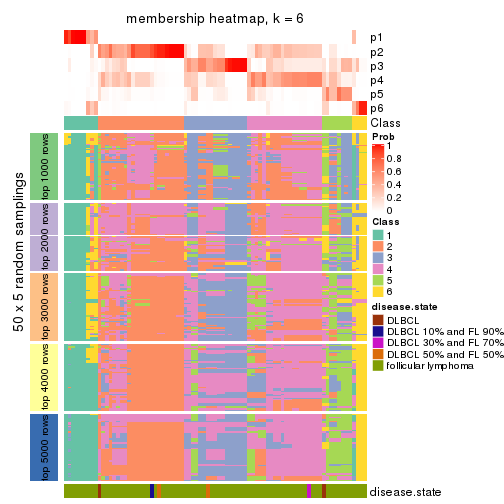 membership heatmap, k = 6
p1
p2
p3
p4
p5
p6
Class
Prob
1
0.8
0.6
0.4
0.2
0
Class
1
2
3
4
5
6
disease.state
DLBCL
DLBCL 10% and FL 90%
DLBCL 30% and FL 70%
DLBCL 50% and FL 50%
follicular lymphoma
50 x 5 random samplings
top 1000 rows
top 2000 rows
top 3000 rows
top 4000 rows
top 5000 rows
disease.state